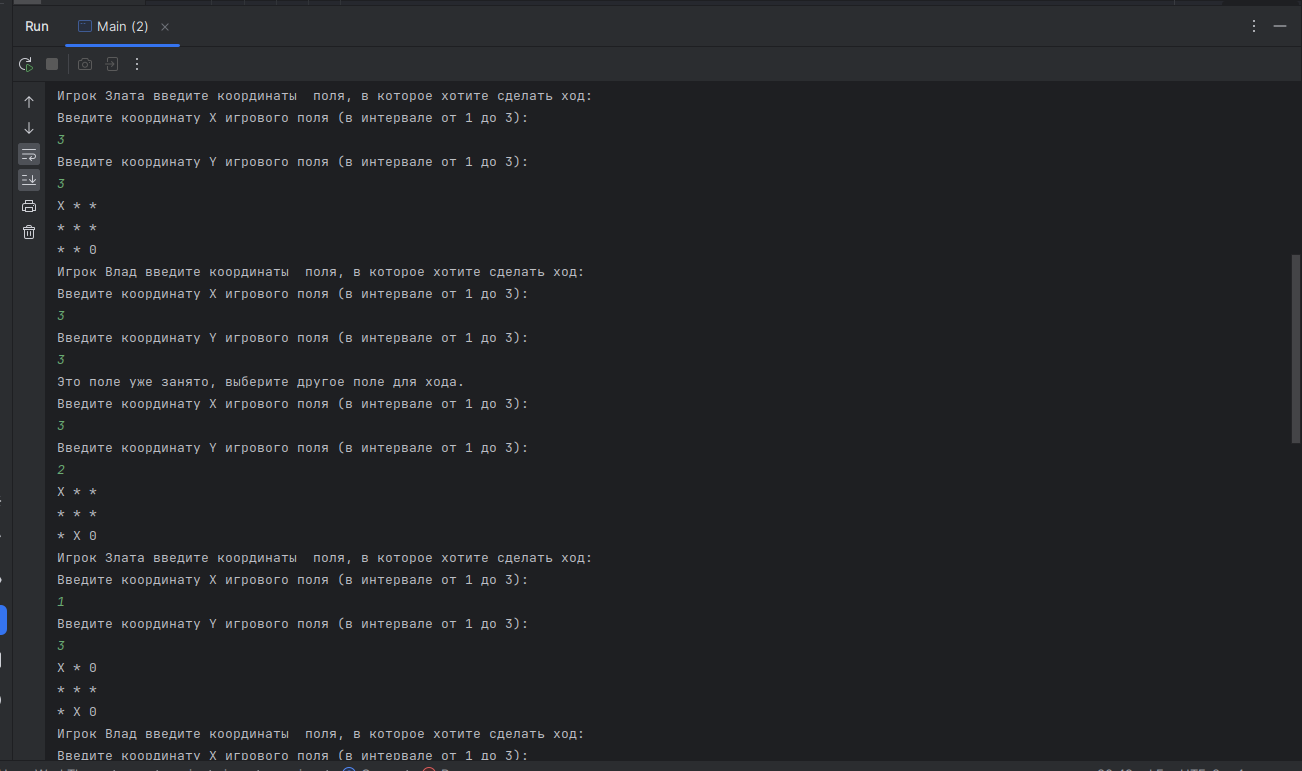 Run Main (2)
Игрок Злата введите координаты  поля, в которое хотите сделать ход:
Введите координату X игрового поля (в интервале от 1 до 3):
3
Введите координату Y игрового поля (в интервале от 1 до 3):
3
X * *
* * *
* * 0
Игрок Влад введите координаты  поля, в которое хотите сделать ход:
Введите координату X игрового поля (в интервале от 1 до 3):
3
Введите координату Y игрового поля (в интервале от 1 до 3):
3
Это поле уже занято, выберите другое поле для хода.
Введите координату X игрового поля (в интервале от 1 до 3):
3
Введите координату Y игрового поля (в интервале от 1 до 3):
2
X * *
* * *
* X 0
Игрок Злата введите координаты  поля, в которое хотите сделать ход:
Введите координату X игрового поля (в интервале от 1 до 3):
1
Введите координату Y игрового поля (в интервале от 1 до 3):
3
X * 0
* * *
* X 0
Игрок Влад введите координаты  поля, в которое хотите сделать ход:
Введите координату X игрового поля (в интервале от 1 до 3):